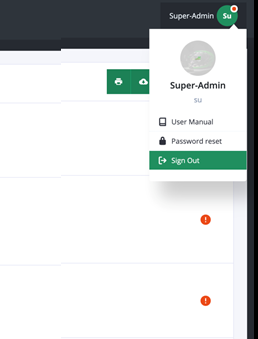 Super-Admin Su
Super-Admin
su
User Manual
Password reset
Sign Out